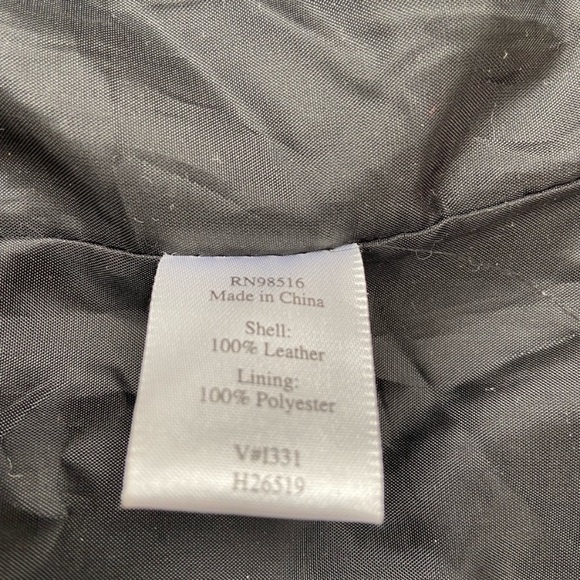 RN98516
Made in China
Shell:
100% Leather
Lining:
100% Polyester
V#I331
H26519